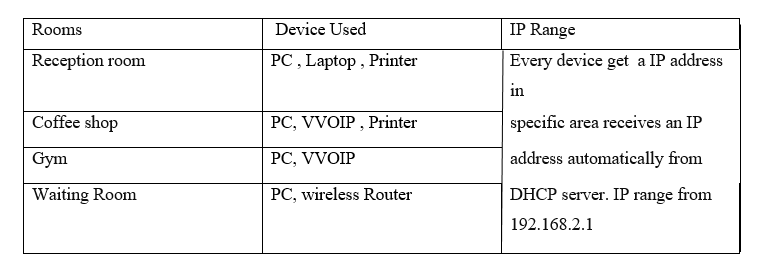 Rooms Device Used IP Range
Reception room PC , Laptop , Printer Every device get a IP address
in
Coffee shop PC, VVOIP , Printer specific area receives an IP
Gym PC, VVOIP address automatically from
Waiting Room PC, wireless Router DHCP server. IP range from
192.168.2.1